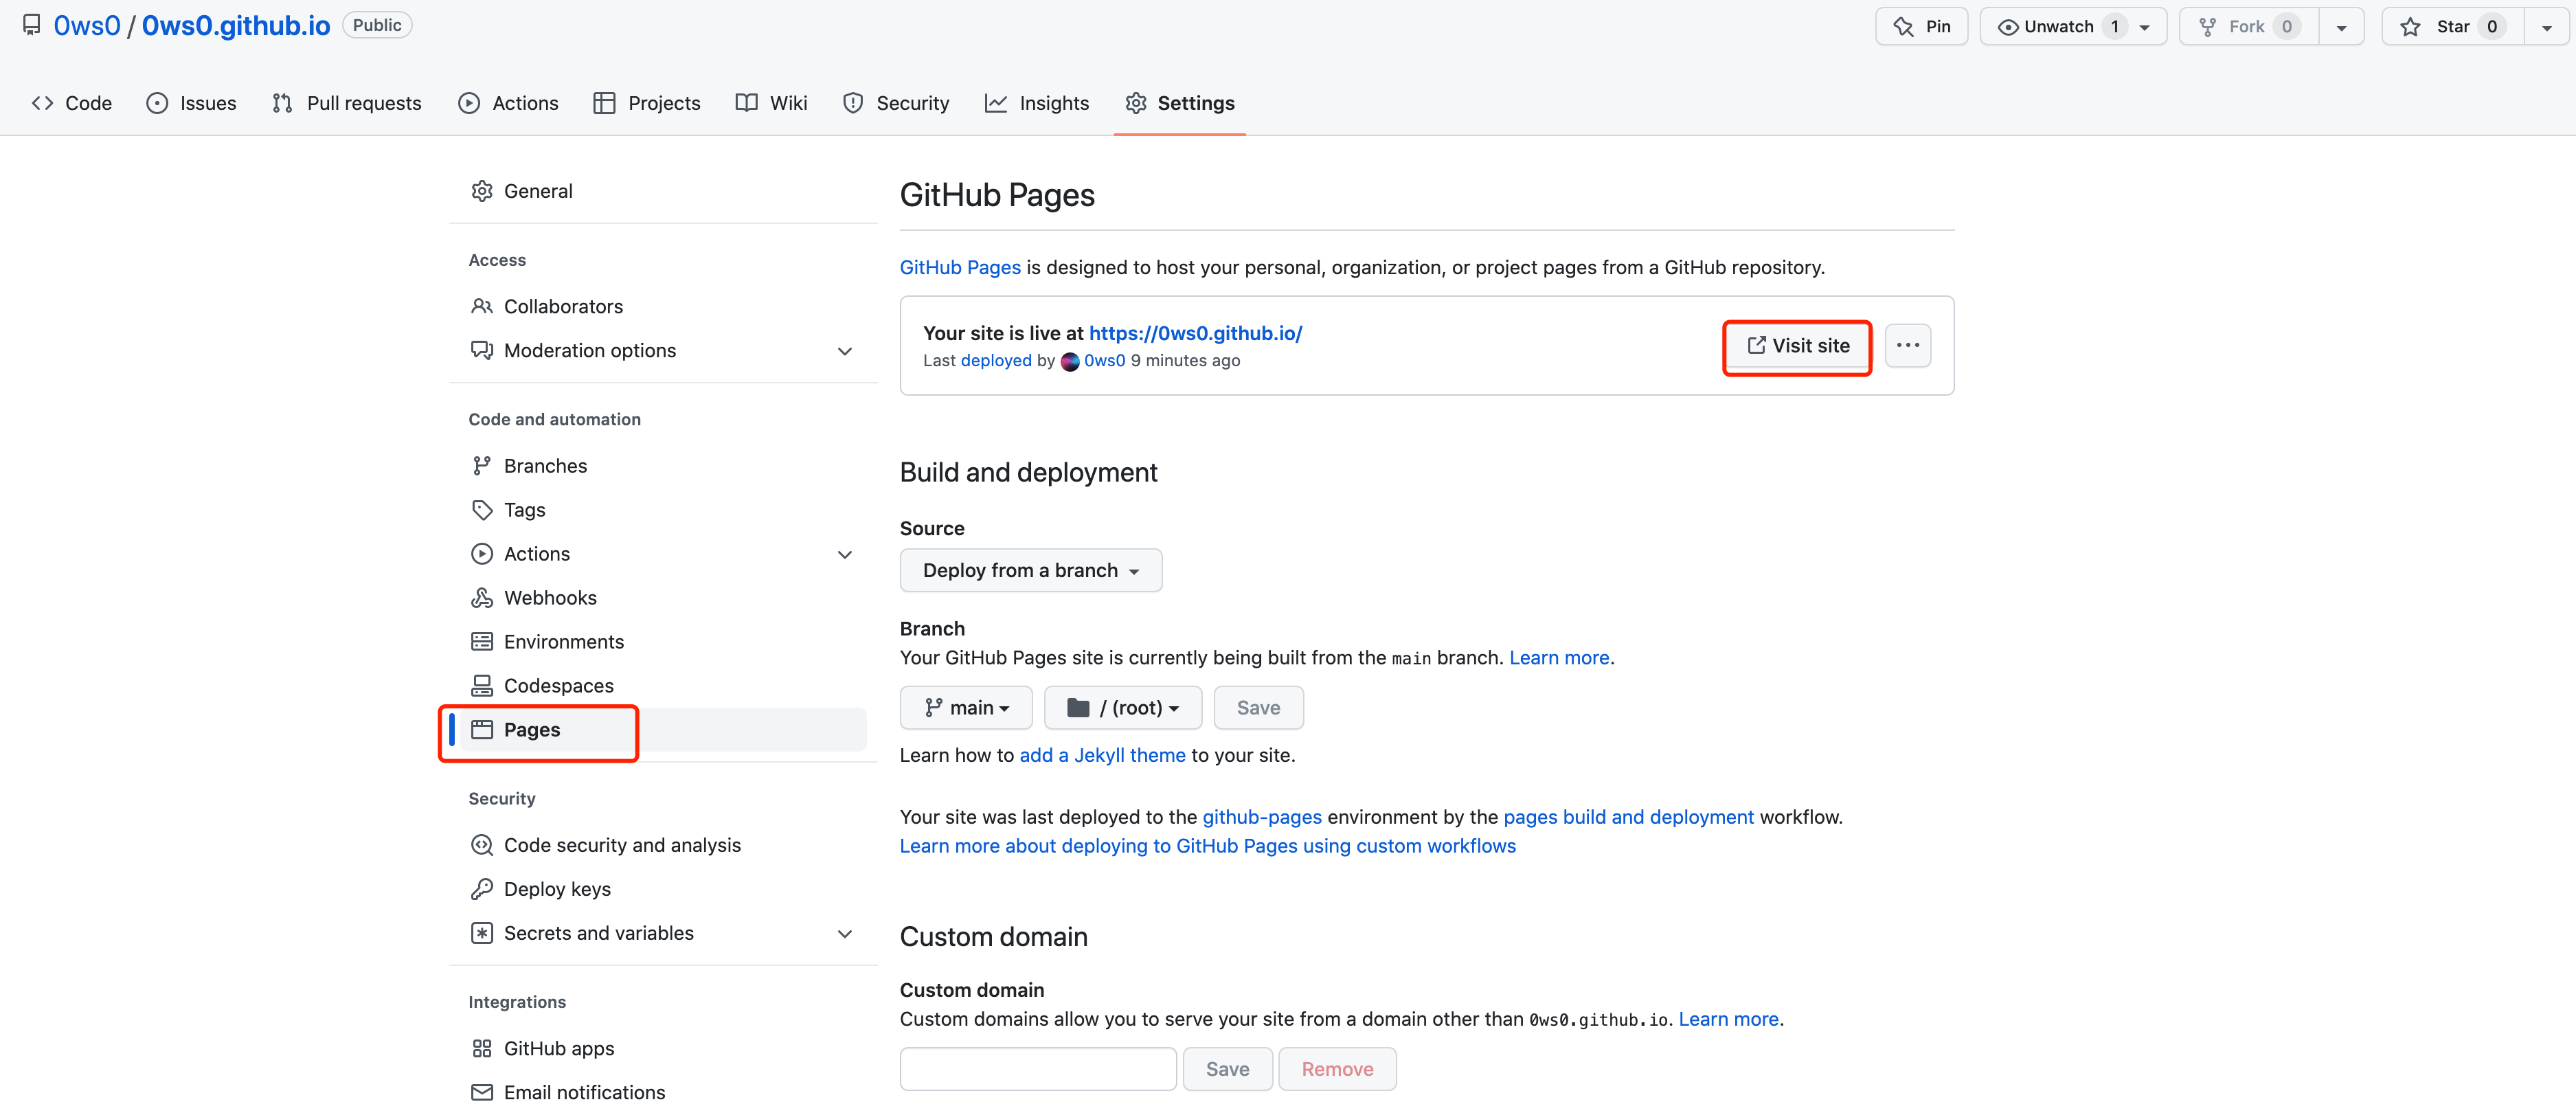 0ws0 / 0ws0.github.io Public
Pin Unwatch 1 Fork 0 Star 0
Code Issues Pull requests Actions Projects Wiki Security Insights Settings
General
Access
Collaborators
Moderation options
Code and automation
Branches
Tags
Actions
Webhooks
Environments
Codespaces
Pages
Security
Code security and analysis
Deploy keys
Secrets and variables
Integrations
GitHub apps
Email notifications
GitHub Pages
GitHub Pages is designed to host your personal, organization, or project pages from a GitHub repository.
Your site is live at https://0ws0.github.io/
Last deployed by 0ws0 9 minutes ago
Visit site
Build and deployment
Source
Deploy from a branch
Branch
Your GitHub Pages site is currently being built from the main branch. Learn more.
main / (root) Save
Learn how to add a Jekyll theme to your site.
Your site was last deployed to the github-pages environment by the pages build and deployment workflow.
Learn more about deploying to GitHub Pages using custom workflows
Custom domain
Custom domain
Custom domains allow you to serve your site from a domain other than 0ws0.github.io. Learn more.
Save Remove